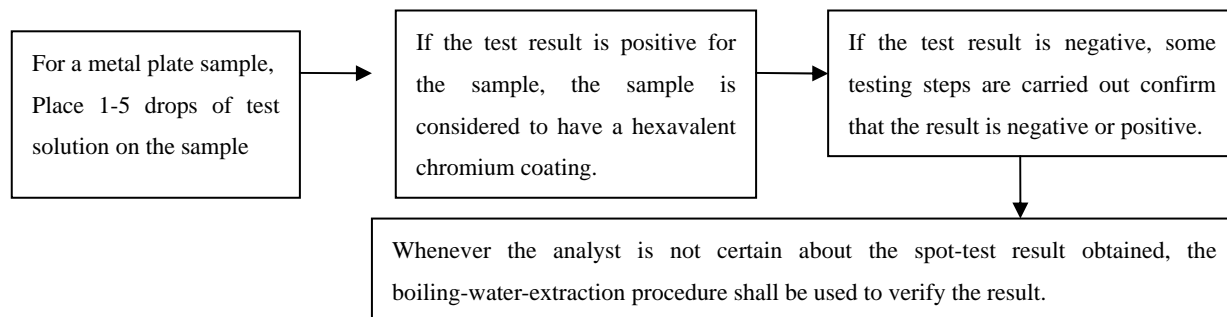 For a metal plate sample,
Place 1-5 drops of test
solution on the sample
If the test result is positive for
the sample, the sample is
considered to have a hexavalent
chromium coating.
If the test result is negative, some
testing steps are carried out confirm
that the result is negative or positive.
Whenever the analyst is not certain about the spot-test result obtained, the
boiling-water-extraction procedure shall be used to verify the result.